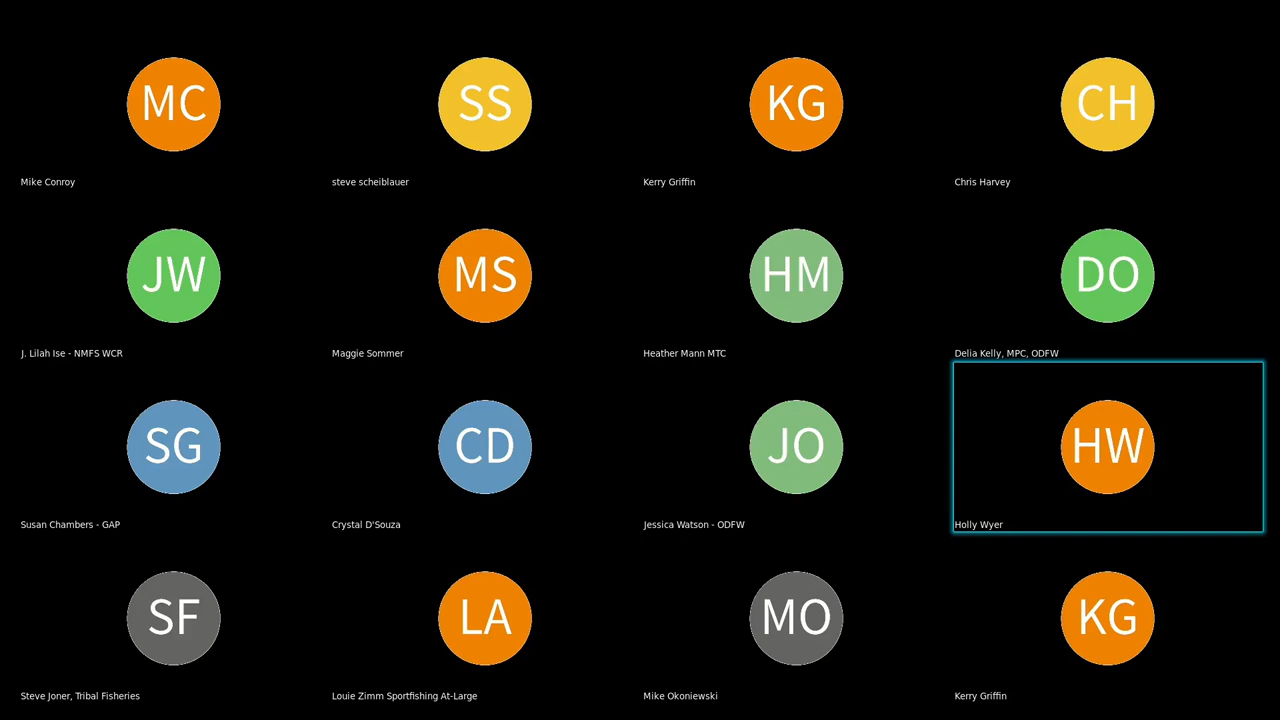 MC
SS
KG
CH
Mike Conroy
steve scheiblauer
Kerry Griffin
Chris Harvey
JW
MS
HM
DO
J. Lilah Ise - NMFS WCR
Maggie Sommer
Heather Mann MTC
Delia Kelly, MPC, ODFW
SG
CD
JO
HW
Susan Chambers - GAP
Crystal D'Souza
Jessica Watson - ODFW
Holly Wyer
SF
LA
MO
KG
Steve Joner, Tribal Fisheries
Louie Zimm Sportfishing At-Large
Mike Okoniewski
Kerry Griffin